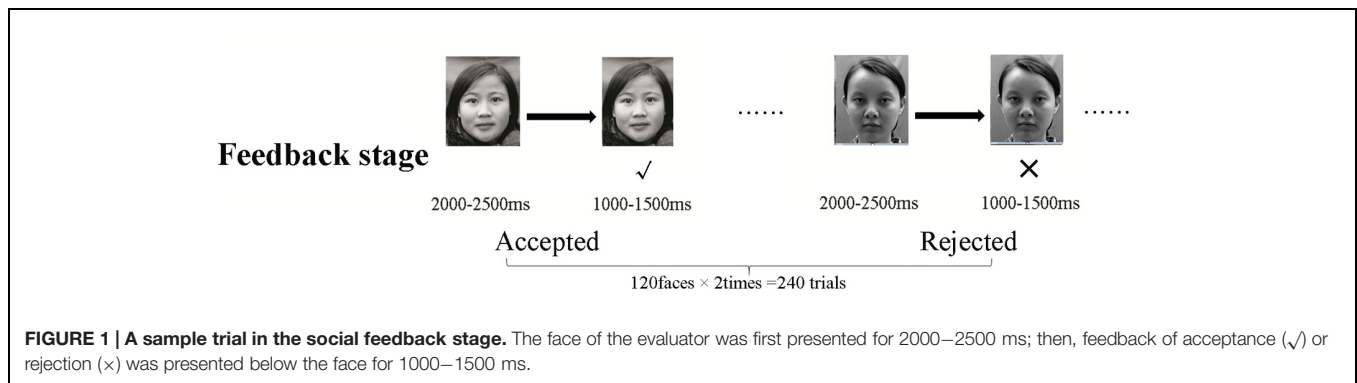 Feedback stage
...... ......
√ ×
2000-2500ms 1000-1500ms 2000-2500ms 1000-1500ms
Accepted Rejected
120faces × 2times =240 trials
FIGURE 1 | A sample trial in the social feedback stage. The face of the evaluator was first presented for 2000−2500 ms; then, feedback of acceptance (√) or
rejection (×) was presented below the face for 1000−1500 ms.